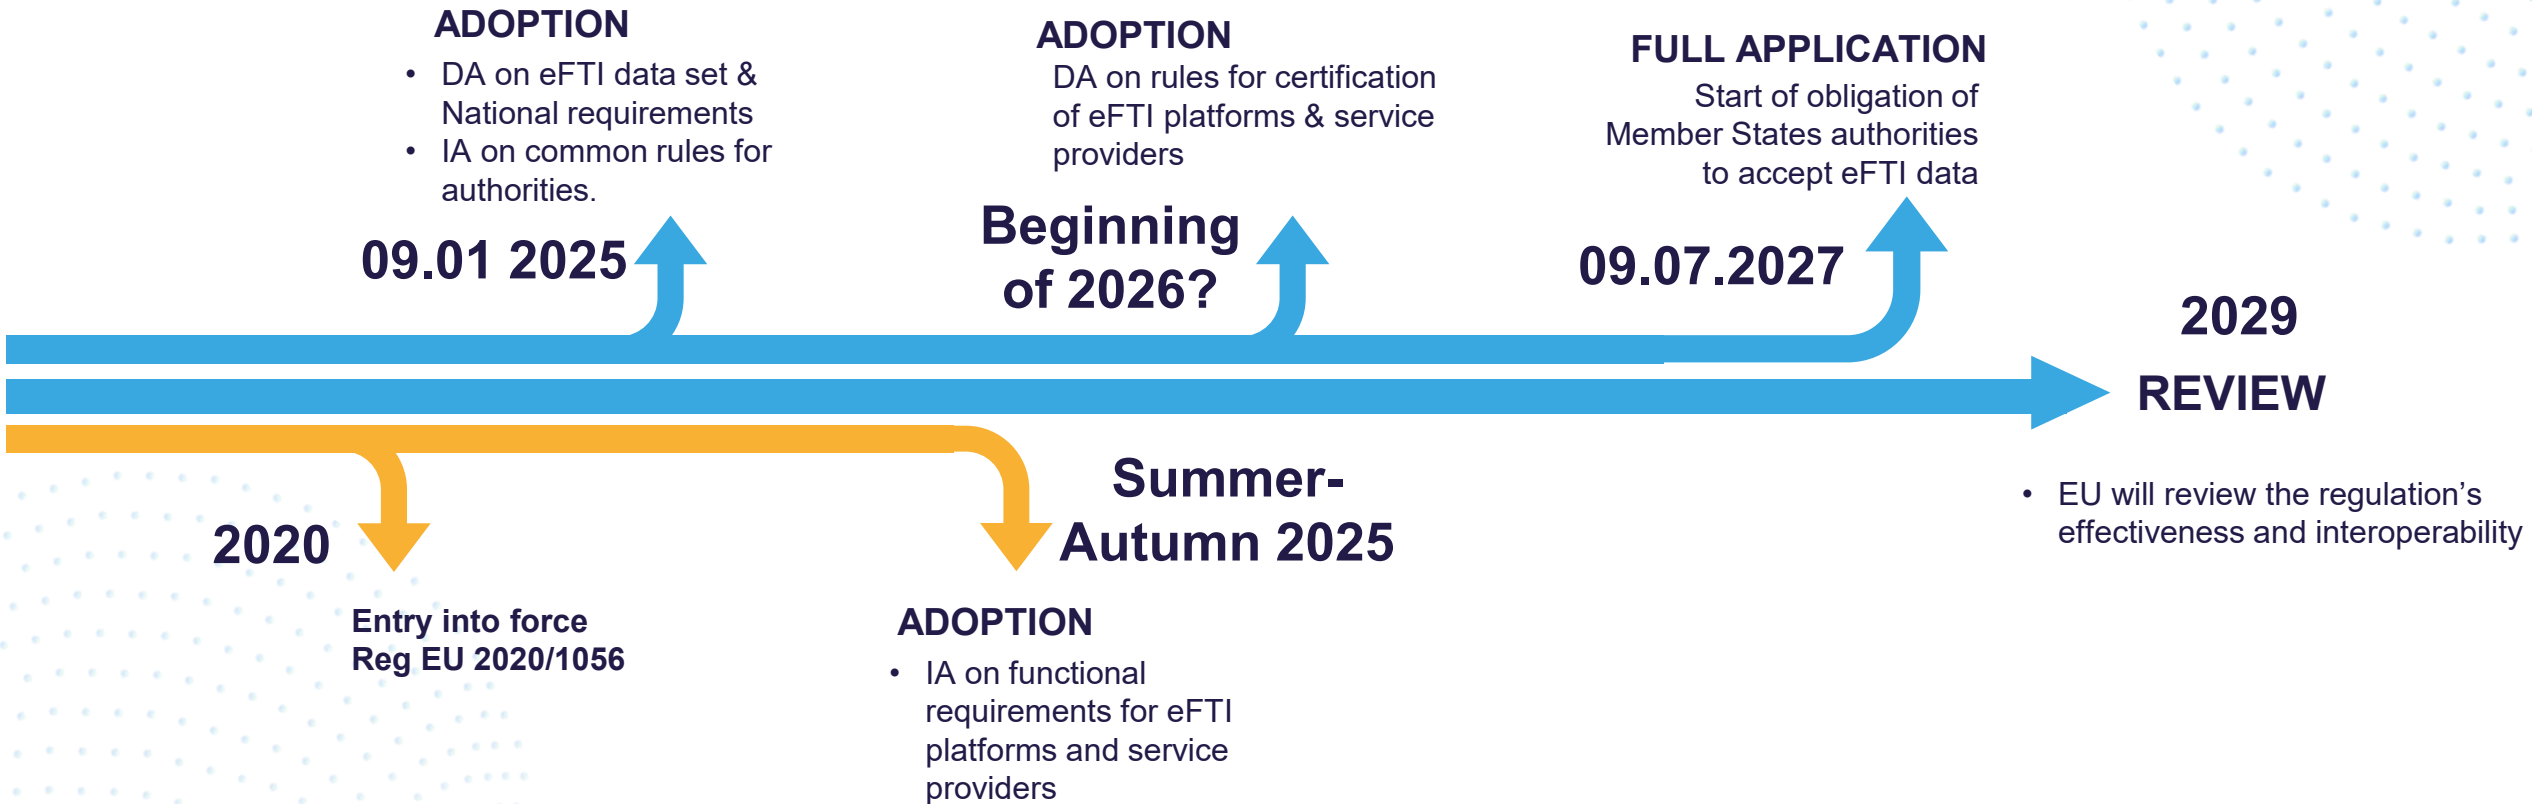 ADOPTION
• DA on eFTI data set &
National requirements
• IA on common rules for
authorities.
09.01 2025
ADOPTION
DA on rules for certification
of eFTI platforms & service
providers
Beginning
of 2026?
FULL APPLICATION
Start of obligation of
Member States authorities
to accept eFTI data
09.07.2027
2029
REVIEW
• EU will review the regulation’s
effectiveness and interoperability
2020
Entry into force
Reg EU 2020/1056
Summer-
Autumn 2025
ADOPTION
• IA on functional
requirements for eFTI
platforms and service
providers